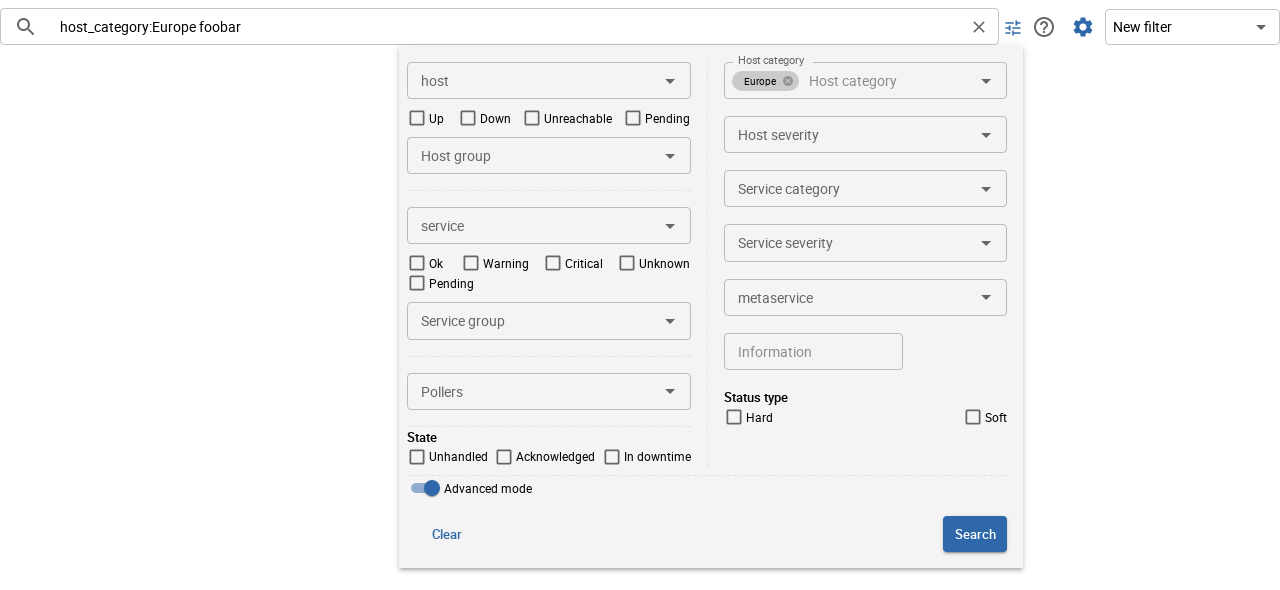 host_category:Europe foobar
New filter
host
Up Down Unreachable Pending
Host group
service
Ok Warning Critical Unknown
Pending
Service group
Pollers
State
Unhandled Acknowledged In downtime
Host category
Europe Host category
Host severity
Service category
Service severity
metaservice
Information
Status type
Hard Soft
Advanced mode
Clear Search